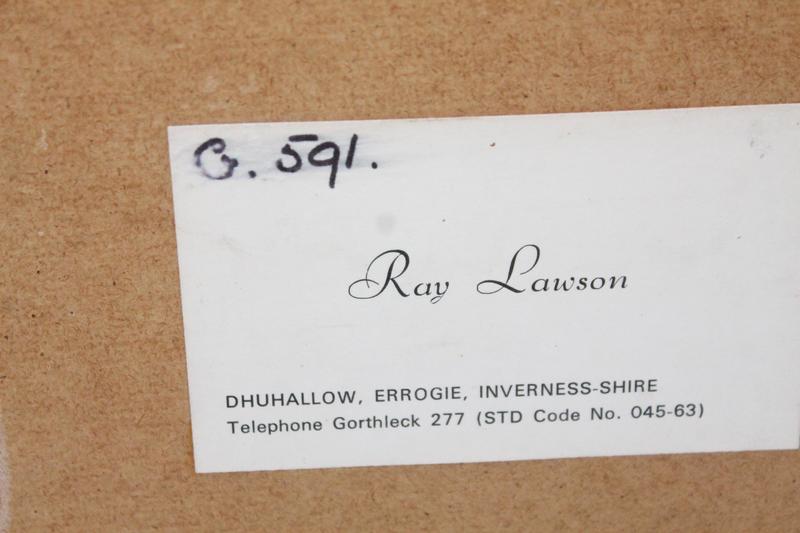 G. 591.
Ray Lawson
DHUHALLOW, ERROGIE, INVERNESS-SHIRE
Telephone Gorthleck 277 (STD Code No. 045-63)